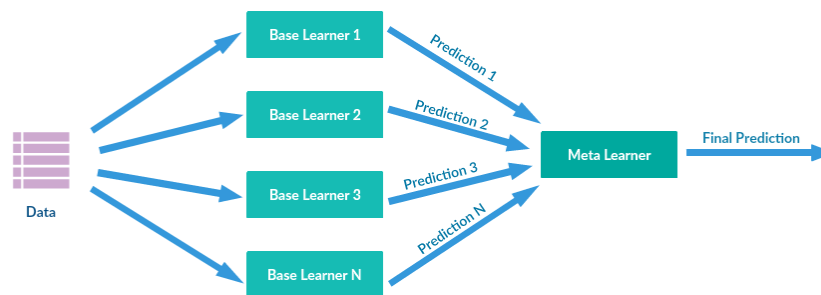 Base Learner 1
Prediction 1
Base Learner 2
Prediction 2
Final Prediction
Meta Learner
Prediction 3
Base Learner 3
Data
Prediction N
Base Learner N